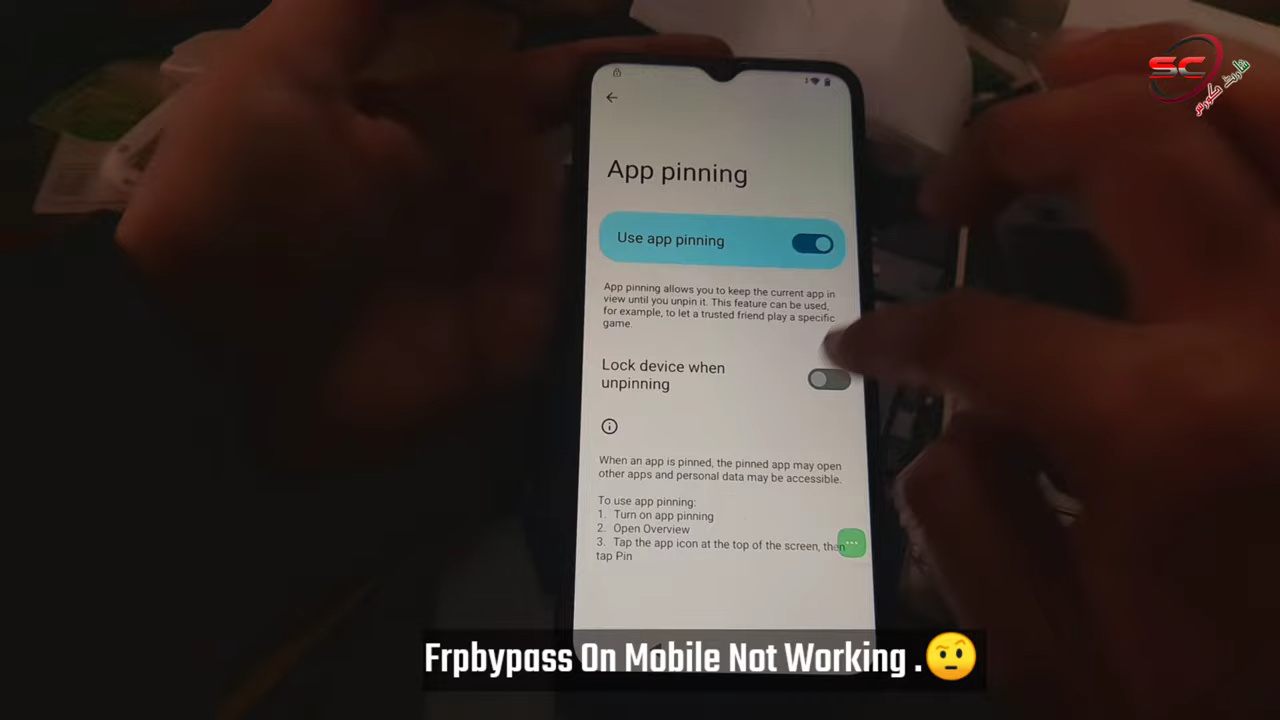 SC
شارٹ کورس
App pinning
Use app pinning
App pinning allows you to keep the current app in
view until you unpin it. This feature can be used,
for example, to let a trusted friend play a specific
game.
Lock device when
unpinning
When an app is pinned, the pinned app may open
other apps and personal data may be accessible.
To use app pinning:
1. Turn on app pinning
2. Open Overview
3. Tap the app icon at the top of the screen, then
tap Pin
Frpbypass On Mobile Not Working .🤨